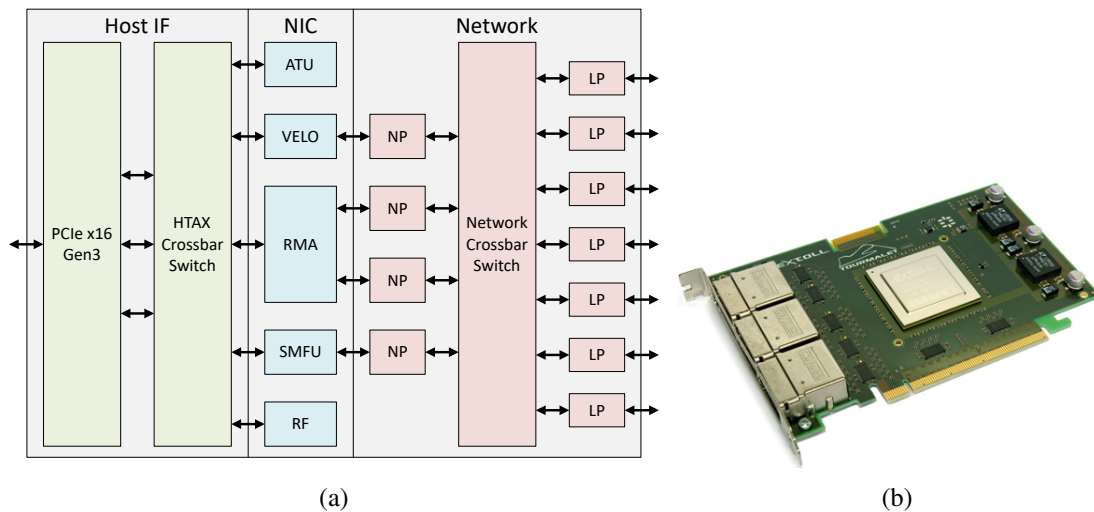 Host IF
NIC
Network
PCIe x16
Gen3
HTAX
Crossbar
Switch
ATU
VELO
RMA
SMFU
RF
NP
NP
NP
NP
Network
Crossbar
Switch
LP
LP
LP
LP
LP
LP
LP
EXTOLL
TOURMALET
(a)
(b)